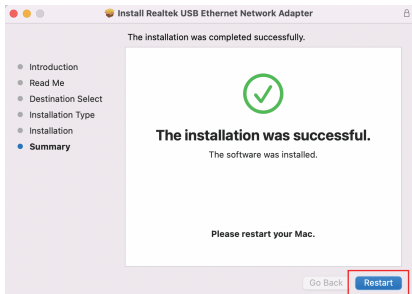 Install Realtek USB Ethernet Network Adapter
The installation was completed successfully.
Introduction
Read Me
Destination Select
Installation Type
Installation
Summary
The installation was successful.
The software was installed.
Please restart your Mac.
Go Back
Restart